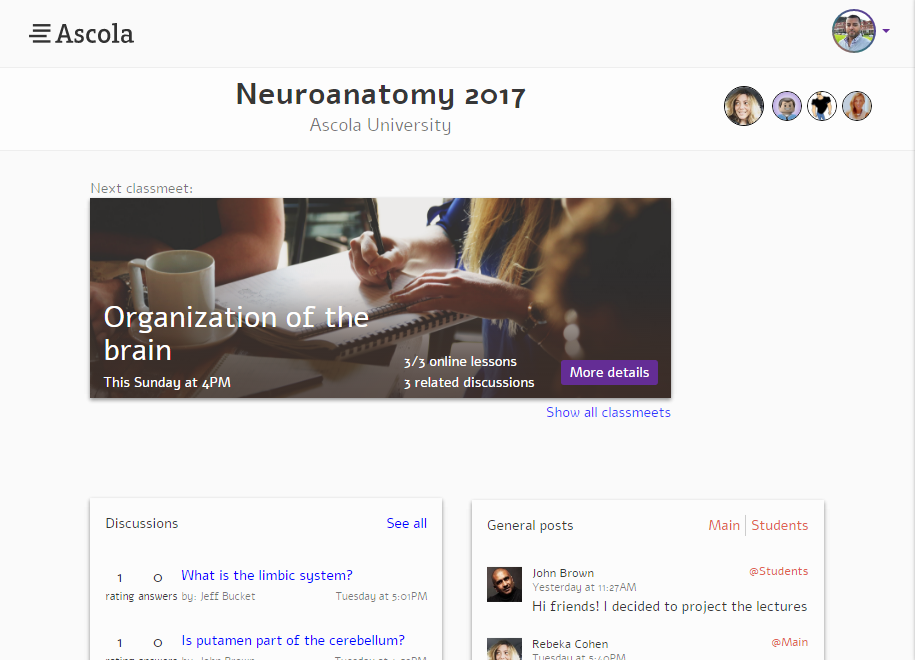 Ascola
Neuroanatomy 2017
Ascola University
Next classmeet:
Organization of the
brain
This Sunday at 4PM
3/3 online lessons
3 related discussions
More details
Show all classmeets
Discussions
See all
1 0 What is the limbic system?
rating answers by: Jeff Bucket Tuesday at 5:01PM
1 0 Is putamen part of the cerebellum?
rating answers by: John Brown Tuesday at
General posts
Main Students
John Brown @Students
Yesterday at 11:27AM
Hi friends! I decided to project the lectures
Rebeka Cohen @Main
Tuesday at 5:40PM